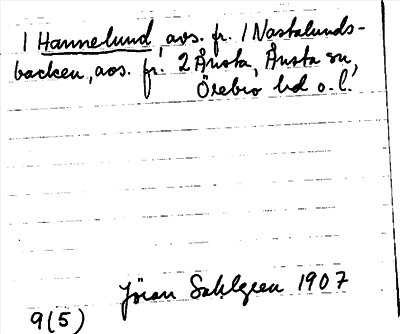 1 Hannelund, avs. fr. 1 Nastalunds-
backen, avs. fr. 2 Ånsta, Ånsta sn,
Örebro hd o. l.
Jöran Sahlgren 1907
9(5)